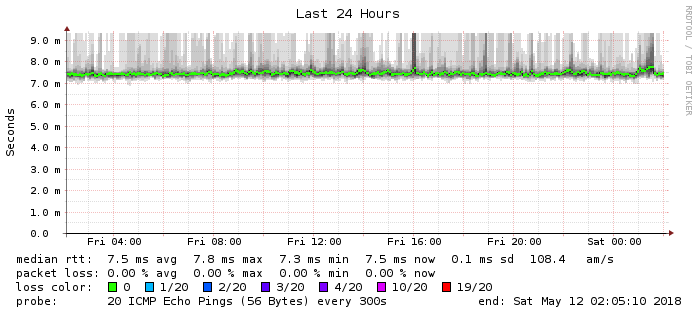 Last 24 Hours
RRDTOOL / TOBI OETIKER
Seconds
9.0 m
8.0 m
7.0 m
6.0 m
5.0 m
4.0 m
3.0 m
2.0 m
1.0 m
0.0
Fri 04:00 Fri 08:00 Fri 12:00 Fri 16:00 Fri 20:00 Sat 00:00
median rtt: 7.5 ms avg 7.8 ms max 7.3 ms min 7.5 ms now 0.1 ms sd 108.4 am/s
packet loss: 0.00 % avg 0.00 % max 0.00 % min 0.00 % now
loss color: 0 1/20 2/20 3/20 4/20 10/20 19/20
probe: 20 ICMP Echo Pings (56 Bytes) every 300s end: Sat May 12 02:05:10 2018